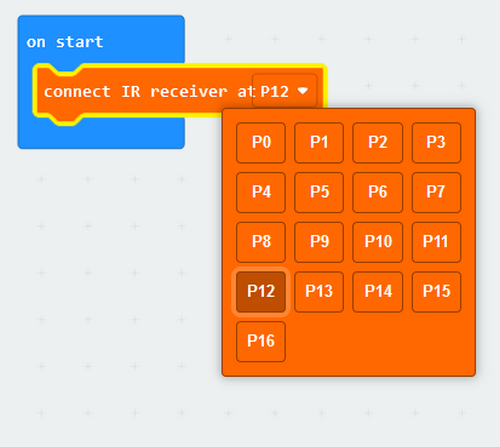 on start
connect IR receiver at P12
P0 P1 P2 P3
P4 P5 P6 P7
P8 P9 P10 P11
P12 P13 P14 P15
P16